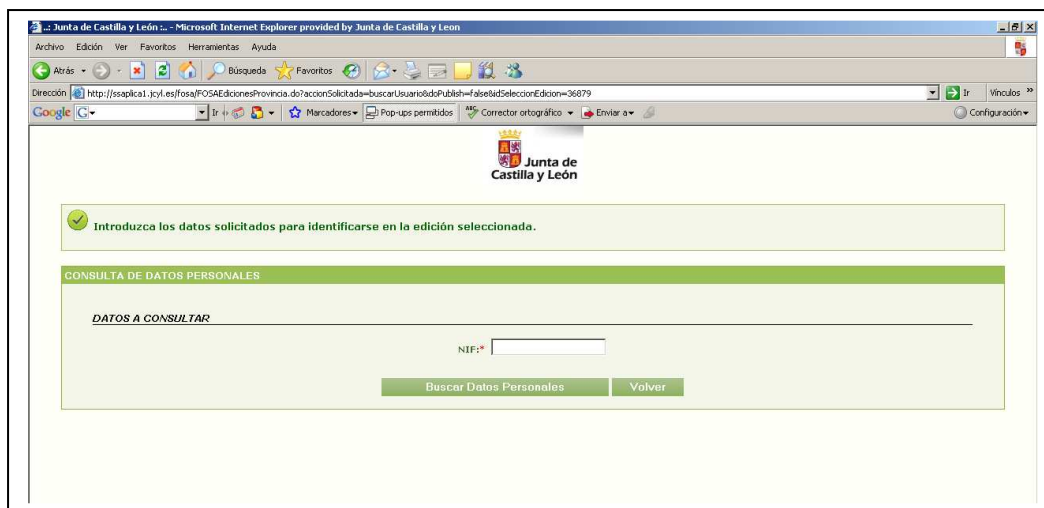 ..: Junta de Castilla y León :.. - Microsoft Internet Explorer provided by Junta de Castilla y Leon
Archivo Edición Ver Favoritos Herramientas Ayuda
Atrás Búsqueda Favoritos
Dirección http://ssaplica1.jcyl.es/fosa/FOSAEdicionesProvincia.do?accionSolicitada=buscarUsuario&doPublish=false&idSeleccionEdicion=36879 Ir Vínculos »
Google G Ir Marcadores Pop-ups permitidos Corrector ortográfico Enviar a Configuración
Junta de
Castilla y León
Introduzca los datos solicitados para identificarse en la edición seleccionada.
CONSULTA DE DATOS PERSONALES
DATOS A CONSULTAR
NIF:*
Buscar Datos Personales Volver